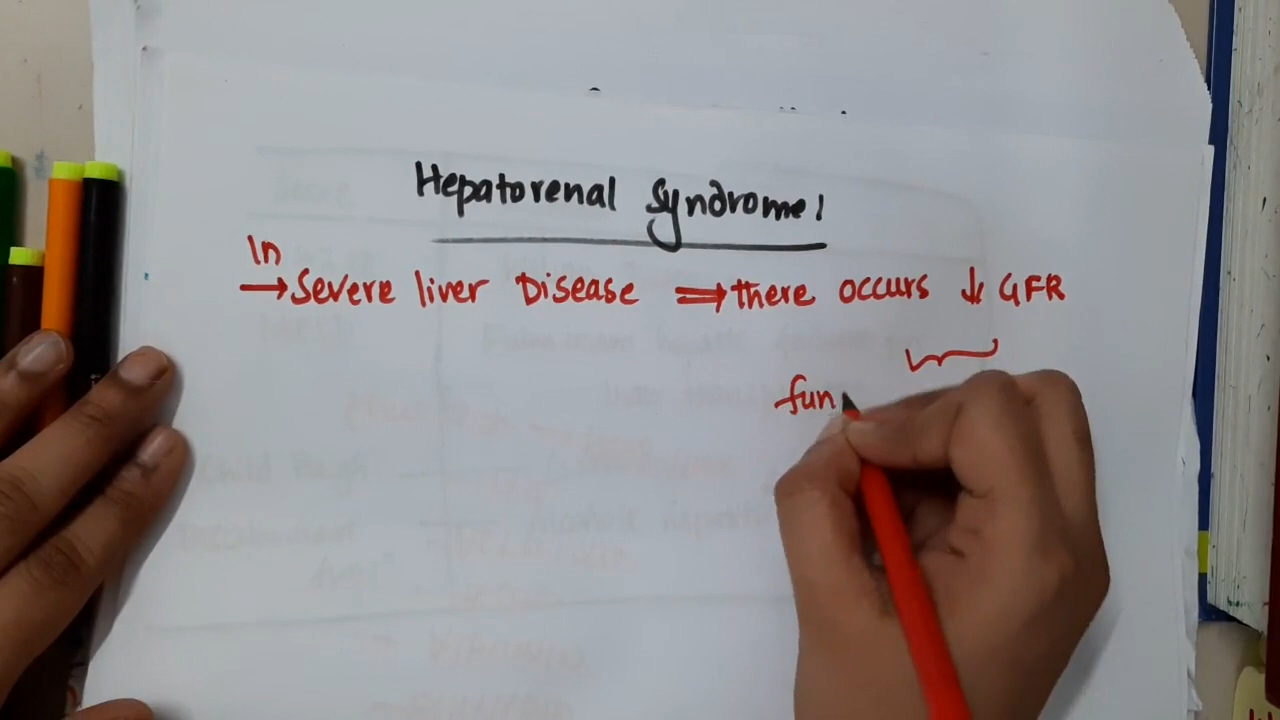 Hepatorenal Syndrome!
In
→Severe liver Disease ⇒there occurs ↓ GFR
fun